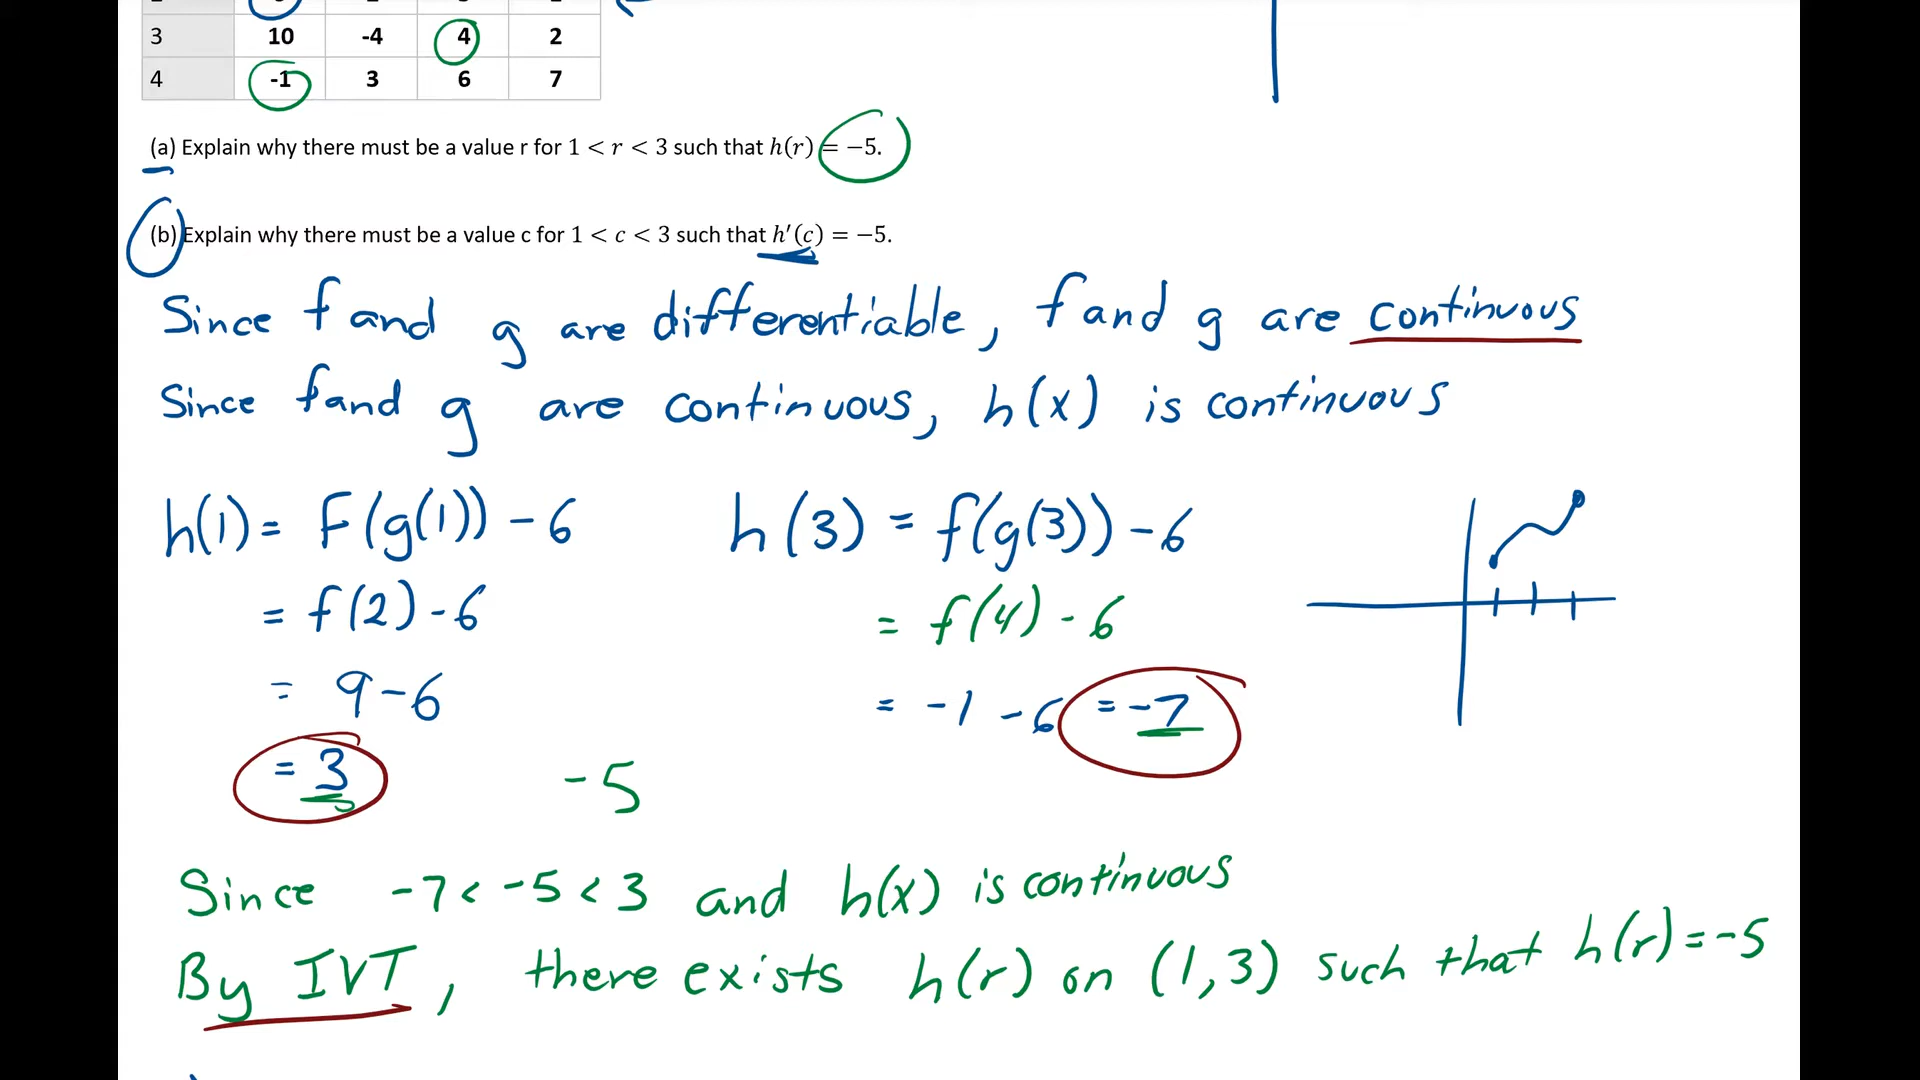 3 10 -4 4 2
4 -1 3 6 7
(a) Explain why there must be a value r for 1 < r < 3 such that h(r) = −5.
(b) Explain why there must be a value c for 1 < c < 3 such that h′(c) = −5.
Since f and g are differentiable, f and g are continuous
Since f and g are continuous, h(x) is continuous
h(1) = F(g(1)) - 6
= f(2) - 6
= 9 - 6
= 3
h(3) = f(g(3)) - 6
= f(4) - 6
= -1 - 6 = -7
-5
Since -7 < -5 < 3 and h(x) is continuous
By IVT, there exists h(r) on (1,3) such that h(r) = -5